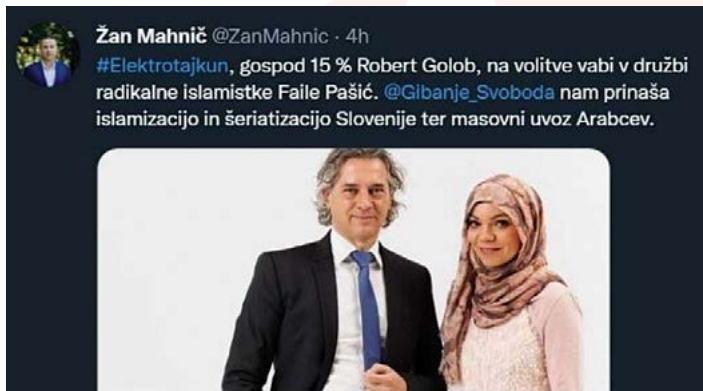 Žan Mahnič @ZanMahnic · 4h
#Elektrotajkun, gospod 15 % Robert Golob, na volitve vabi v družbi
radikalne islamistke Faile Pašić. @Gibanje_Svoboda nam prinaša
islamizacijo in šeriatizacijo Slovenije ter masovni uvoz Arabcev.